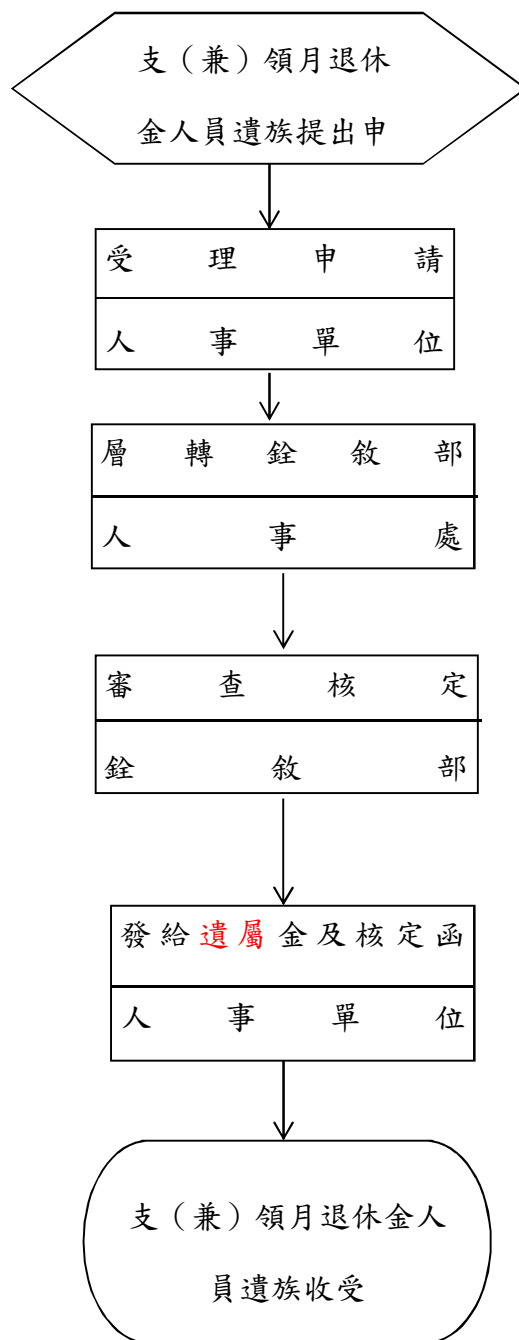 支（兼）領月退休
金人員遺族提出申
受理申請
人事單位
層轉銓敘部
人事處
審查核定
銓敘部
發給遺屬金及核定函
人事單位
支（兼）領月退休金人
員遺族收受